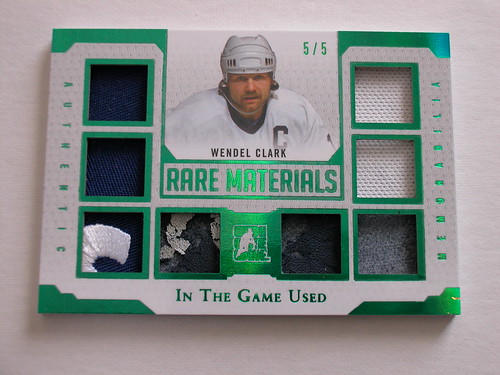 5/5
C
WENDEL CLARK
RARE MATERIALS
AUTHENTIC
MEMORABILIA
IN THE GAME USED